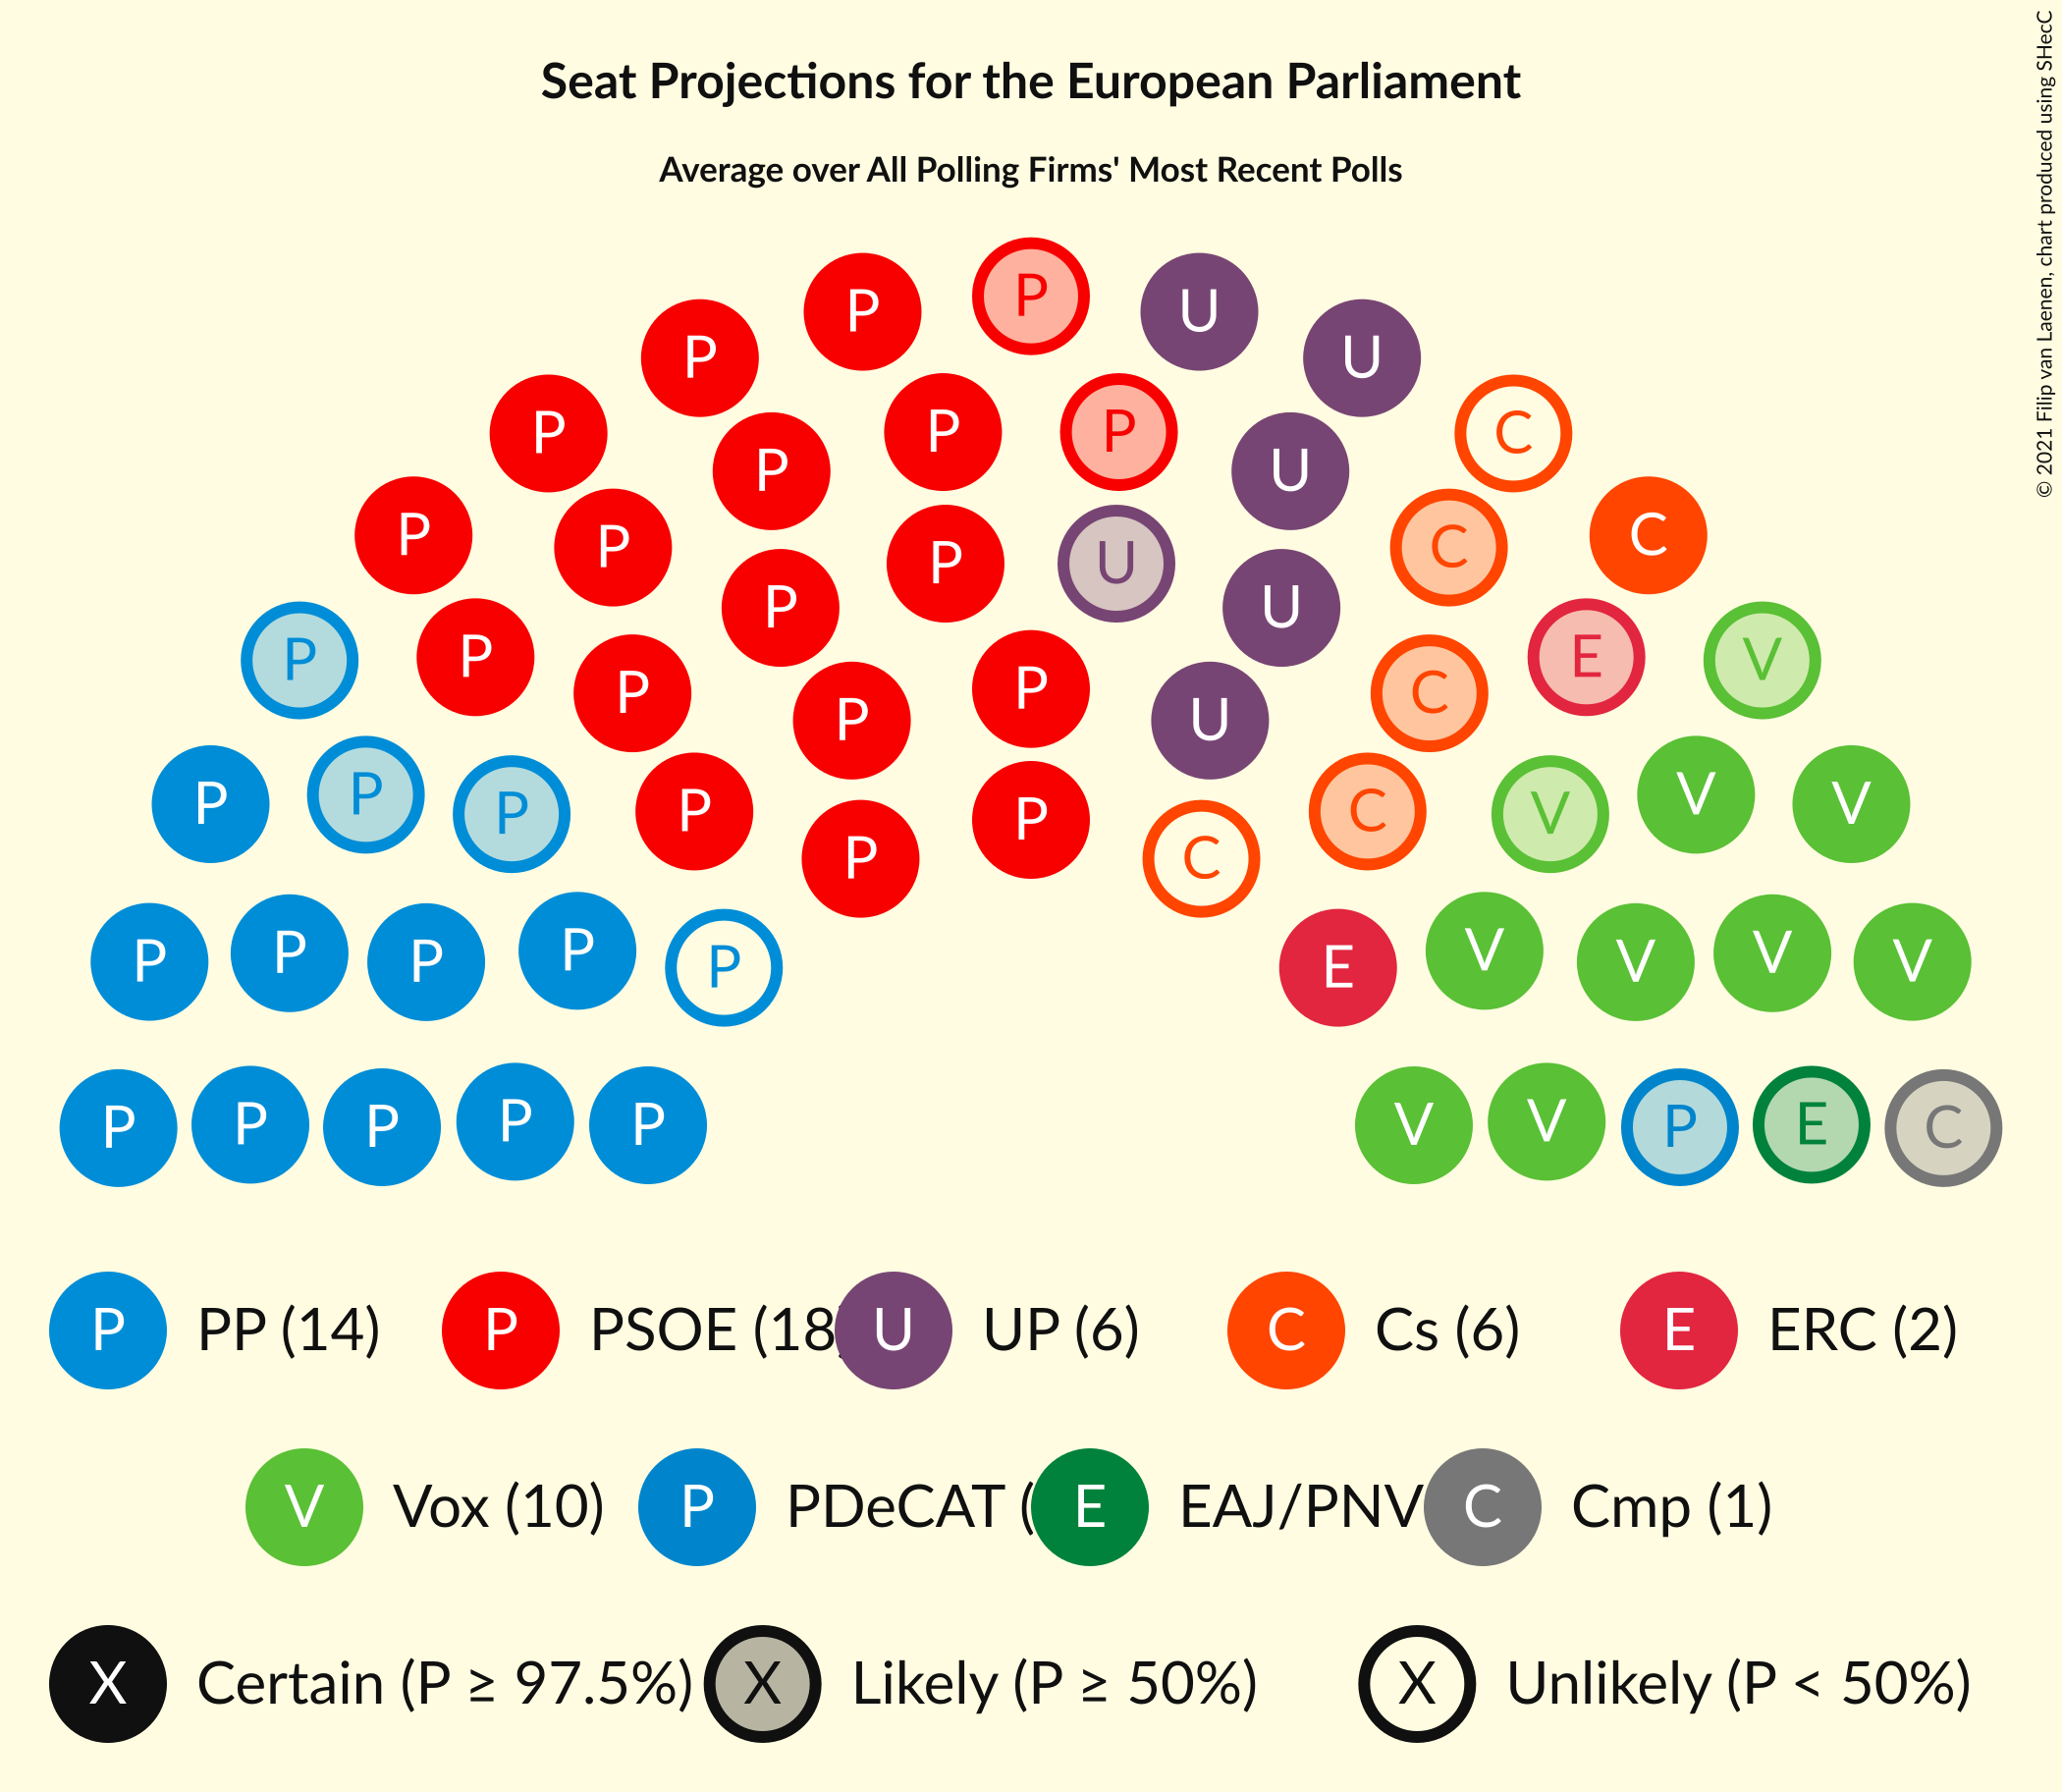 Seat Projections for the European Parliament
Average over All Polling Firms' Most Recent Polls
© 2021 Filip van Laenen, chart produced using SHecC
P P P U U
P P P P U C
P P P U C C
P P P U E V
P P P P U C
P P P P C V V V
P P P
P P P P P E V V V V
P P P P P V V P E C
P PP (14) P PSOE (18 U UP (6) C Cs (6) E ERC (2)
V Vox (10) P PDeCAT ( E EAJ/PNV C Cmp (1)
X Certain (P ≥ 97.5%) X Likely (P ≥ 50%) X Unlikely (P < 50%)